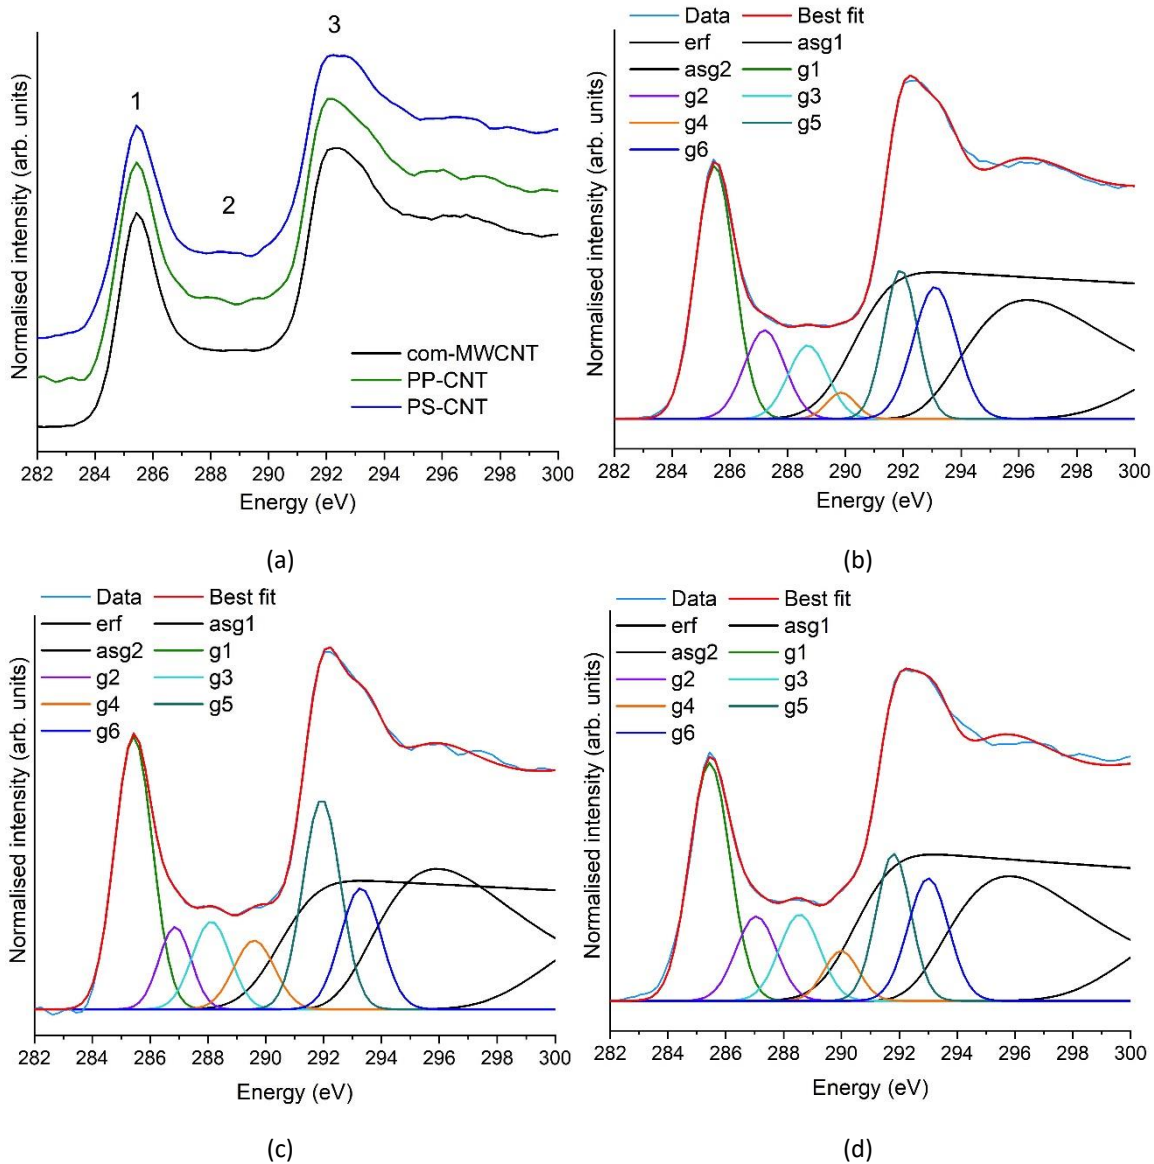 Normalised intensity (arb. units)
1
2
3
com-MWCNT
PP-CNT
PS-CNT
282 284 286 288 290 292 294 296 298 300
Energy (eV)
(a)
Data Best fit
erf asg1
asg2 g1
g2 g3
g4 g5
g6
Normalised intensity (arb. units)
282 284 286 288 290 292 294 296 298 300
Energy (eV)
(b)
Data Best fit
erf asg1
asg2 g1
g2 g3
g4 g5
g6
Normalised intensity (arb. units)
282 284 286 288 290 292 294 296 298 300
Energy (eV)
(c)
Data Best fit
erf asg1
asg2 g1
g2 g3
g4 g5
g6
Normalised intensity (arb. units)
282 284 286 288 290 292 294 296 298 300
Energy (eV)
(d)